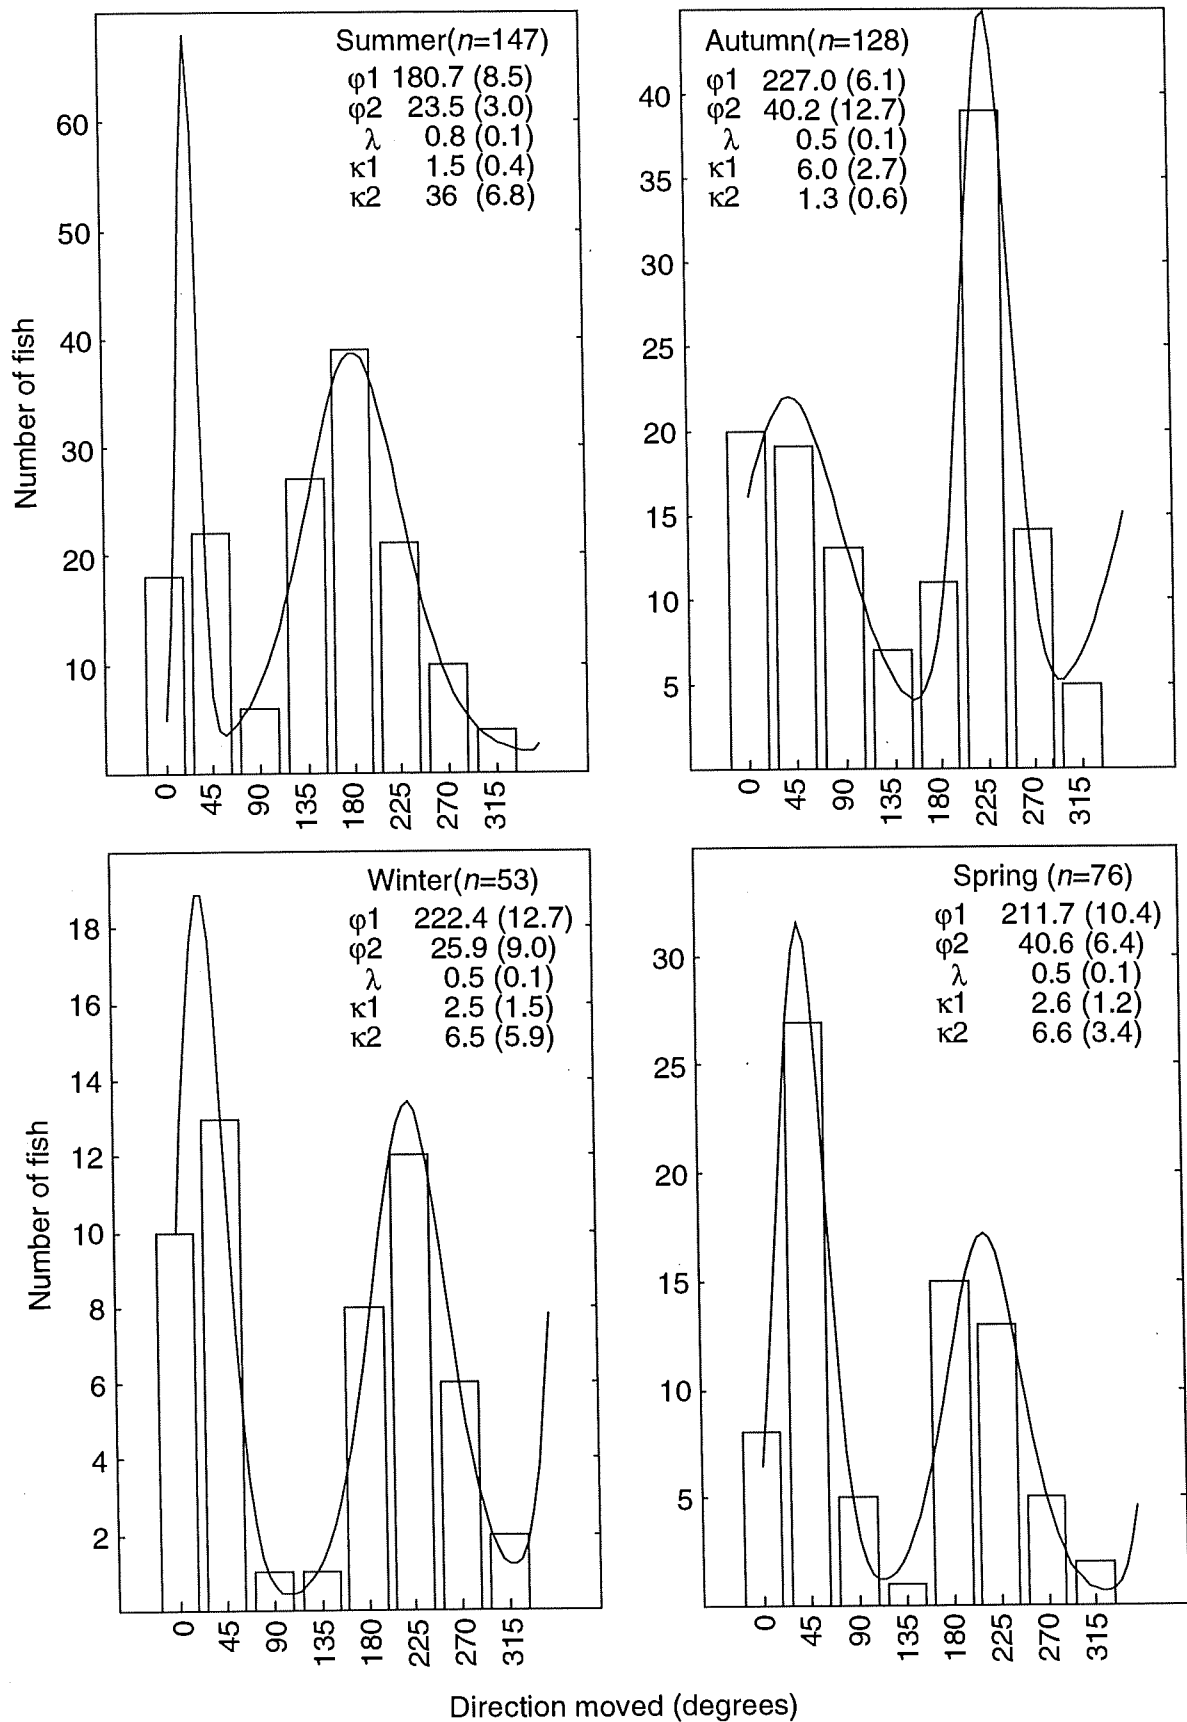 Summer(n=147)
φ1 180.7 (8.5)
φ2 23.5 (3.0)
λ 0.8 (0.1)
κ1 1.5 (0.4)
κ2 36 (6.8)
60
50
40
30
20
10
Number of fish
0 45 90 135 180 225 270 315
Autumn(n=128)
φ1 227.0 (6.1)
φ2 40.2 (12.7)
λ 0.5 (0.1)
κ1 6.0 (2.7)
κ2 1.3 (0.6)
40
35
30
25
20
15
10
5
0 45 90 135 180 225 270 315
Winter(n=53)
φ1 222.4 (12.7)
φ2 25.9 (9.0)
λ 0.5 (0.1)
κ1 2.5 (1.5)
κ2 6.5 (5.9)
18
16
14
12
10
8
6
4
2
Number of fish
0 45 90 135 180 225 270 315
Spring (n=76)
φ1 211.7 (10.4)
φ2 40.6 (6.4)
λ 0.5 (0.1)
κ1 2.6 (1.2)
κ2 6.6 (3.4)
30
25
20
15
10
5
0 45 90 135 180 225 270 315
Direction moved (degrees)